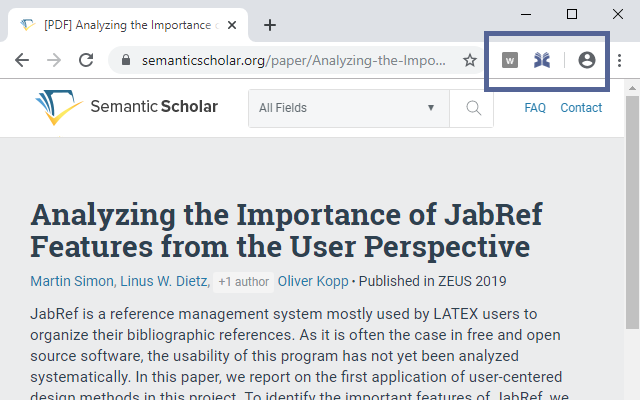 [PDF] Analyzing the Importance o
semanticscholar.org/paper/Analyzing-the-Impo...
W
Semantic Scholar
All Fields
FAQ
Contact
Analyzing the Importance of JabRef
Features from the User Perspective
Martin Simon, Linus W. Dietz, +1 author Oliver Kopp • Published in ZEUS 2019
JabRef is a reference management system mostly used by LATEX users to
organize their bibliographic references. As it is often the case in free and open
source software, the usability of this program has not yet been analyzed
systematically. In this paper, we report on the first application of user-centered
design methods in this project. To identify the important features of JabRef, we